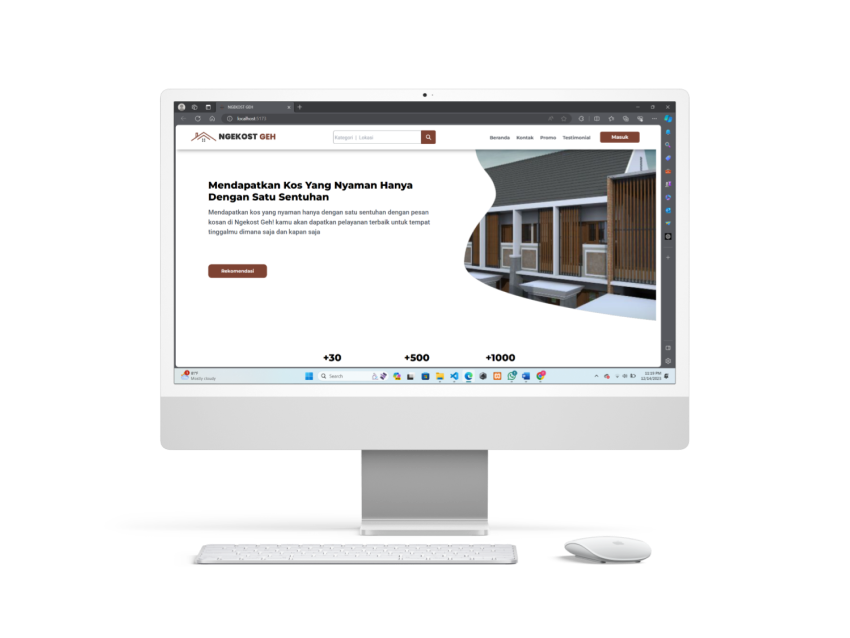 NGEKOST GEH
localhost:5173
NGEKOST GEH
Kategori | Lokasi
Beranda Kontak Promo Testimonial Masuk
Mendapatkan Kos Yang Nyaman Hanya
Dengan Satu Sentuhan
Mendapatkan kos yang nyaman hanya dengan satu sentuhan dengan pesan
kosan di Ngekost Geh! kamu akan dapatkan pelayanan terbaik untuk tempat
tinggalmu dimana saja dan kapan saja
Rekomendasi
+30 +500 +1000
Mostly cloudy
Search